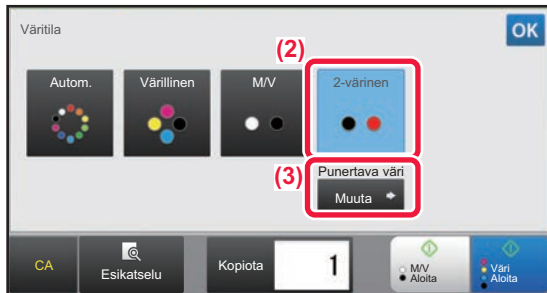 Väritila
OK
(2)
Autom.
Värillinen
M/V
2-värinen
(3)
Punertava väri
Muuta
CA
Esikatselu
Kopiota
1
M/V
Aloita
Väri
Aloita